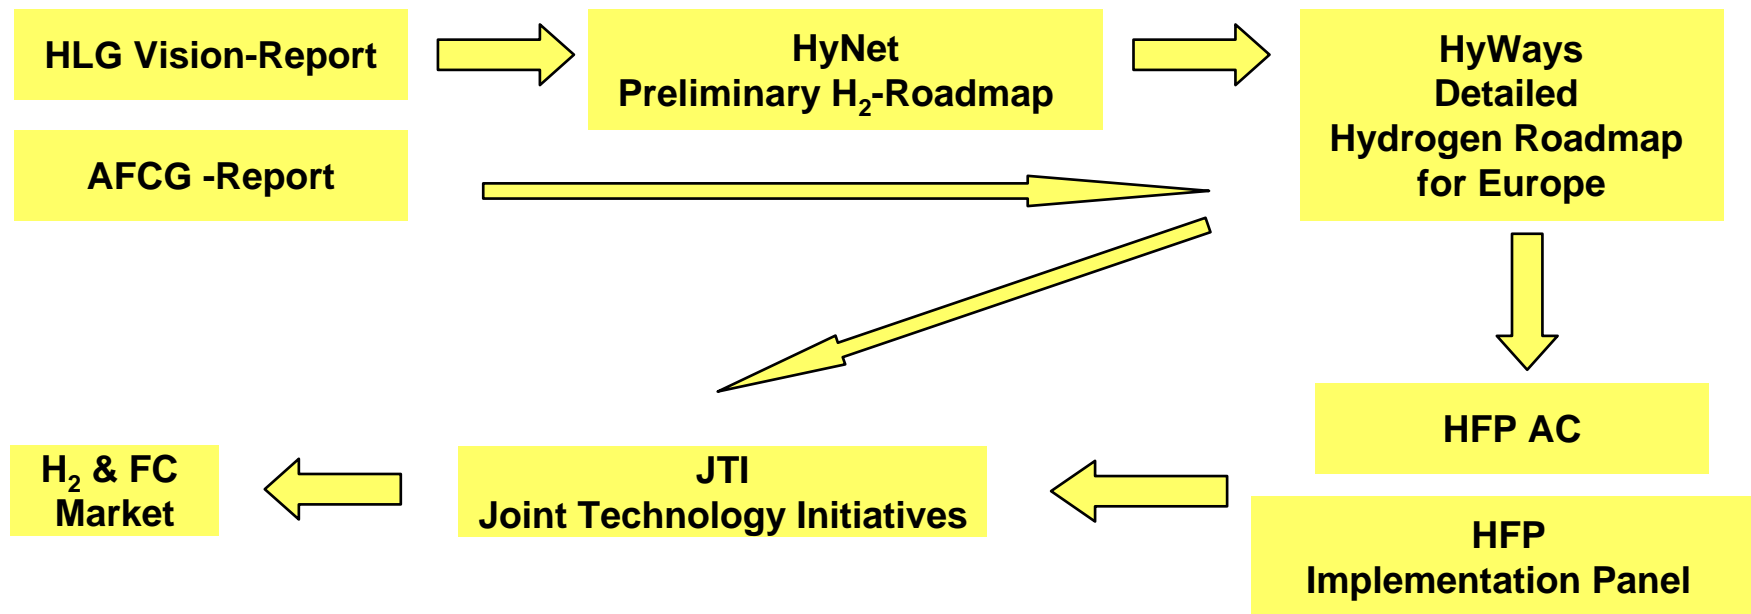 HLG Vision-Report
HyNet
Preliminary H₂-Roadmap
HyWays
Detailed
Hydrogen Roadmap
for Europe
AFCG -Report
HFP AC
H₂ & FC
Market
JTI
Joint Technology Initiatives
HFP
Implementation Panel